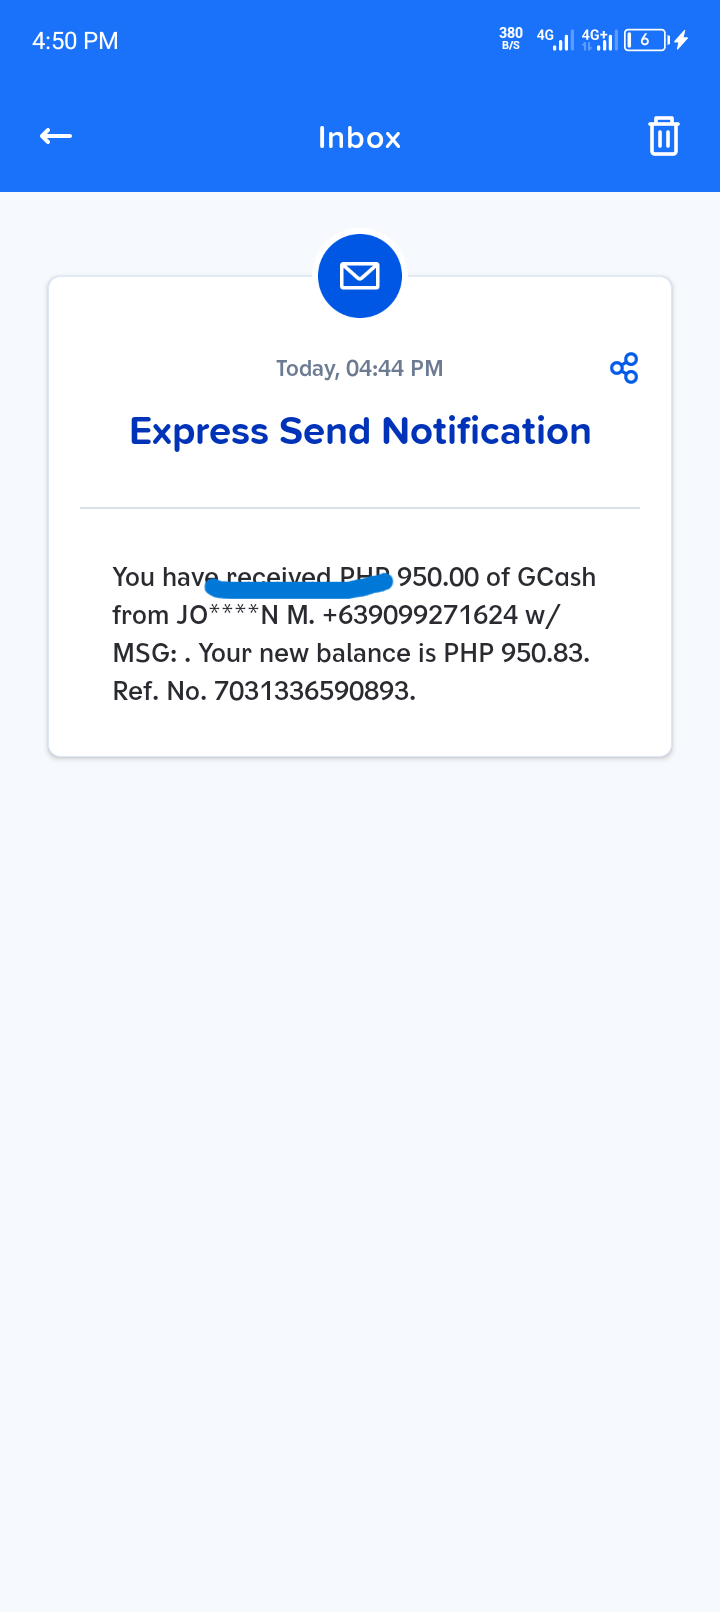 4:50 PM 380 B/S 4G 4G+ 6
Inbox
Today, 04:44 PM
Express Send Notification
You have received PHP 950.00 of GCash
from JO****N M. +639099271624 w/
MSG: . Your new balance is PHP 950.83.
Ref. No. 7031336590893.